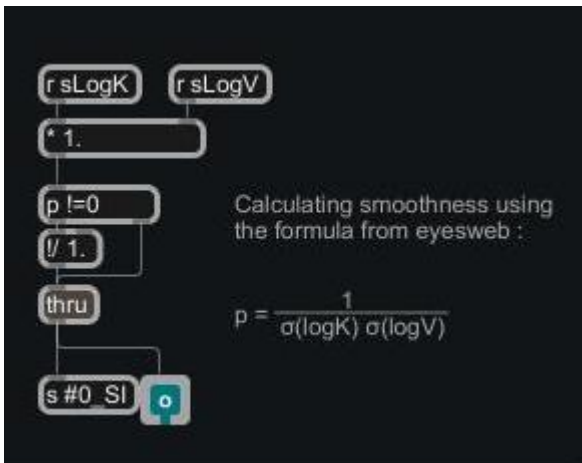 r sLogK r sLogV
* 1.
p !=0
!/ 1.
thru
s #0_SI o
Calculating smoothness using
the formula from eyesweb :
p = 1
σ(logK) σ(logV)